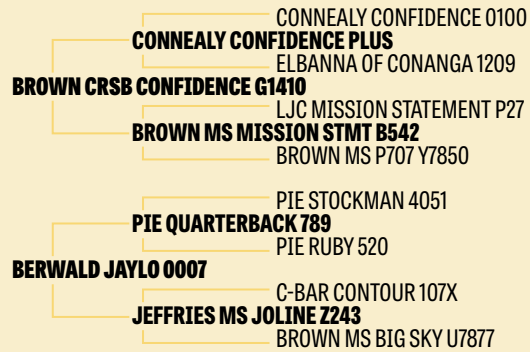 CONNEALY CONFIDENCE 0100
CONNEALY CONFIDENCE PLUS
ELBANNA OF CONANGA 1209
BROWN CRSB CONFIDENCE G1410
LJC MISSION STATEMENT P27
BROWN MS MISSION STMT B542
BROWN MS P707 Y7850
PIE STOCKMAN 4051
PIE QUARTERBACK 789
PIE RUBY 520
BERWALD JAYLO 0007
C-BAR CONTOUR 107X
JEFFRIES MS JOLINE Z243
BROWN MS BIG SKY U7877